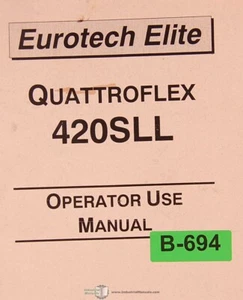 Eurotech Elite
QUATTROFLEX
420SLL
OPERATOR USE
MANUAL
B-694